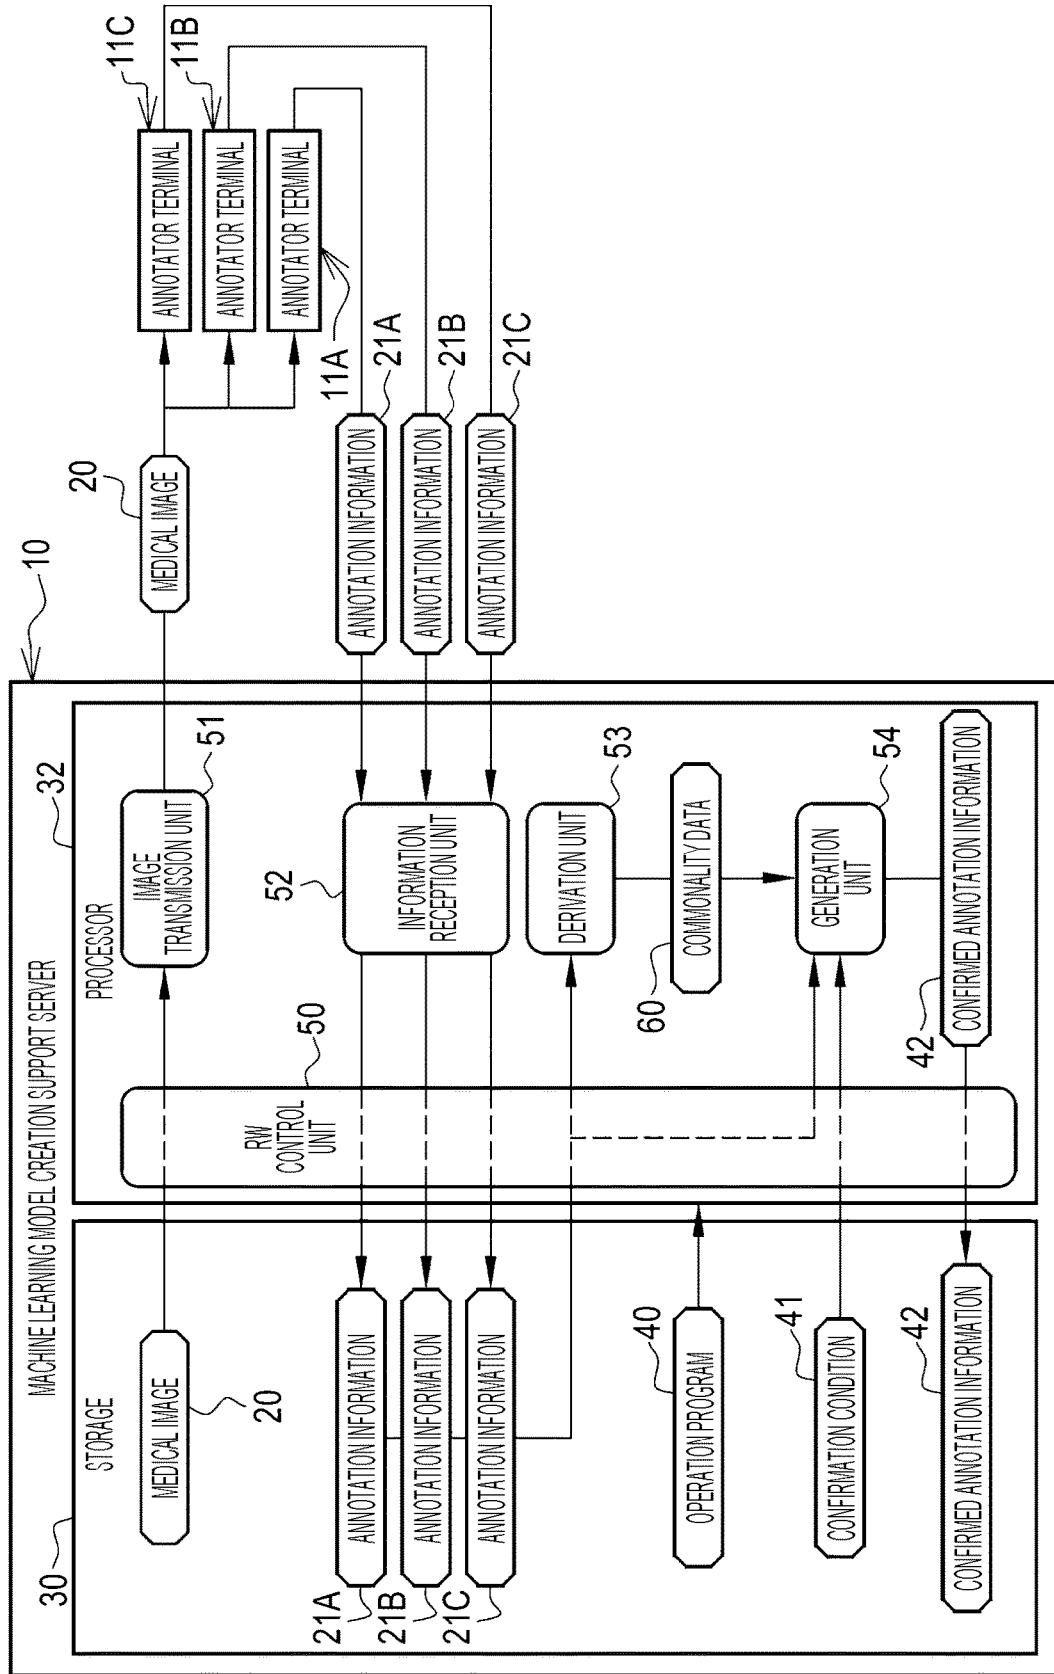 MACHINE LEARNING MODEL CREATION SUPPORT SERVER
10
STORAGE
30
PROCESSOR
32
MEDICAL IMAGE
20
IMAGE
TRANSMISSION UNIT
51
MEDICAL IMAGE
20
ANNOTATOR TERMINAL
11C
ANNOTATOR TERMINAL
11B
ANNOTATOR TERMINAL
11A
RW
CONTROL
UNIT
50
21A
ANNOTATION INFORMATION
21B
ANNOTATION INFORMATION
21C
ANNOTATION INFORMATION
INFORMATION
RECEPTION UNIT
52
ANNOTATION INFORMATION
21A
ANNOTATION INFORMATION
21B
ANNOTATION INFORMATION
21C
DERIVATION UNIT
53
COMMONALITY DATA
60
OPERATION PROGRAM
40
CONFIRMATION CONDITION
41
GENERATION
UNIT
54
CONFIRMED ANNOTATION INFORMATION
42
CONFIRMED ANNOTATION INFORMATION
42